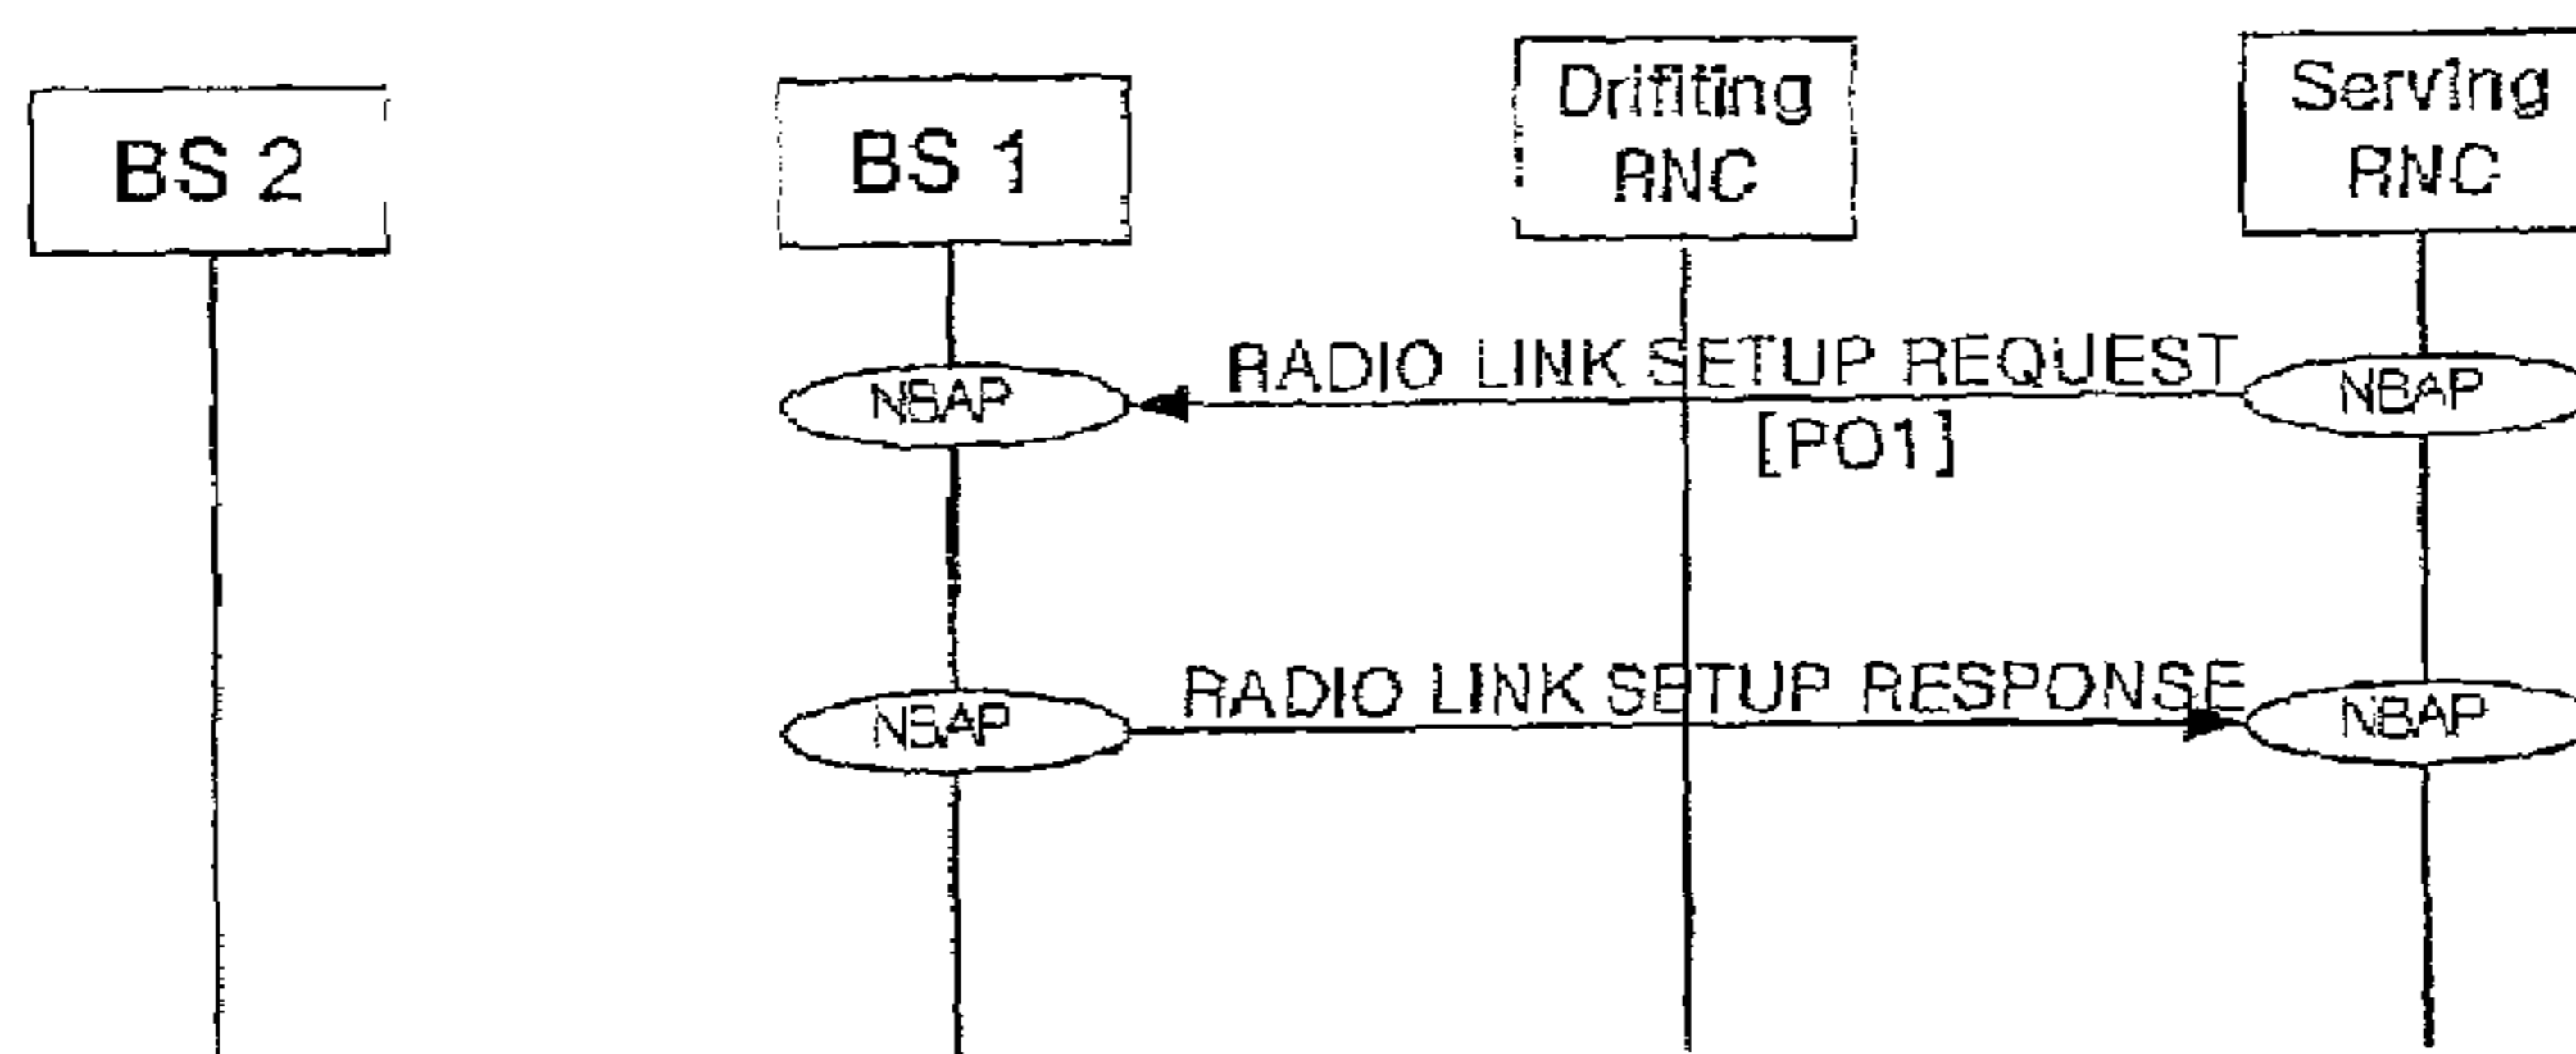 BS 2
BS 1
Drifiting
RNC
Serving
RNC
RADIO LINK SETUP REQUEST
NBAP
NBAP
[PO1]
RADIO LINK SETUP RESPONSE
NBAP
NBAP